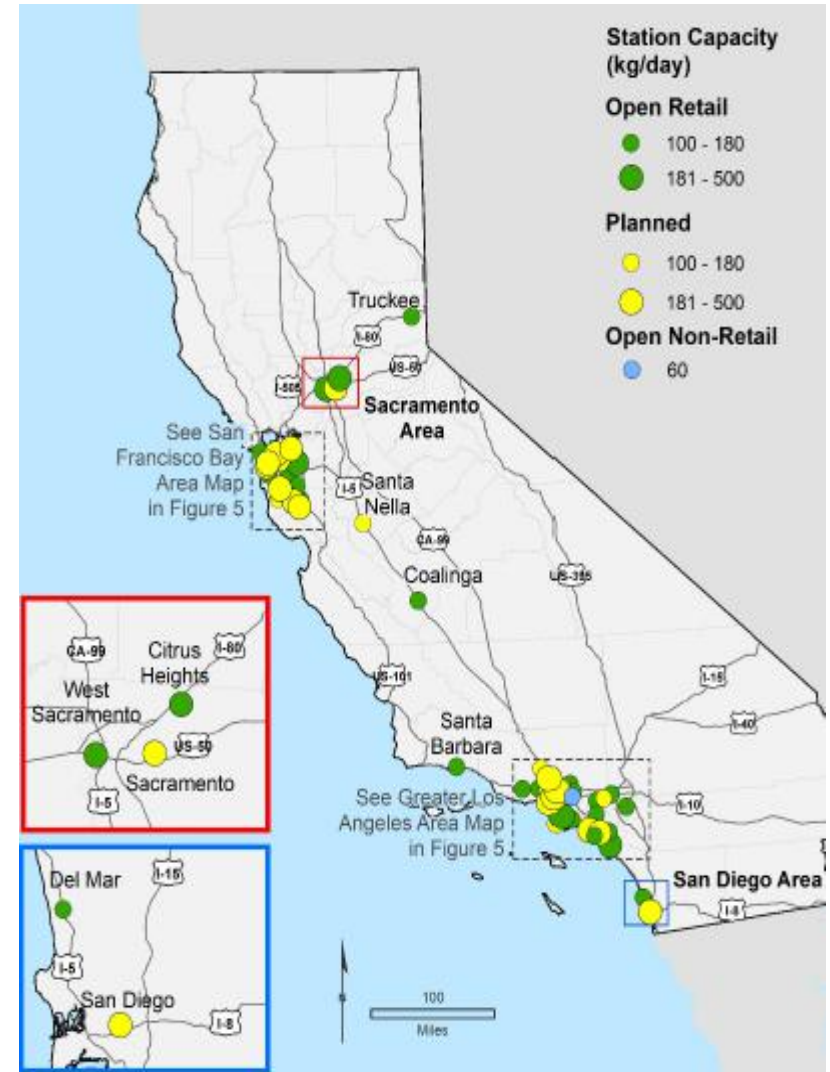 Station Capacity
(kg/day)
Open Retail
100 - 180
181 - 500
Planned
100 - 180
181 - 500
Open Non-Retail
60
Truckee
I-80
US-50
I-505
Sacramento
Area
See San
Francisco Bay
Area Map
in Figure 5
I-5
Santa
Nella
CA-99
Coalinga
US-395
US-101
I-15
I-40
Santa
Barbara
See Greater Los
Angeles Area Map
in Figure 5
I-10
San Diego Area
I-8
CA-99
Citrus
Heights
I-80
West
Sacramento
US-50
Sacramento
I-5
Del Mar
I-15
I-5
San Diego
I-8
100
Miles